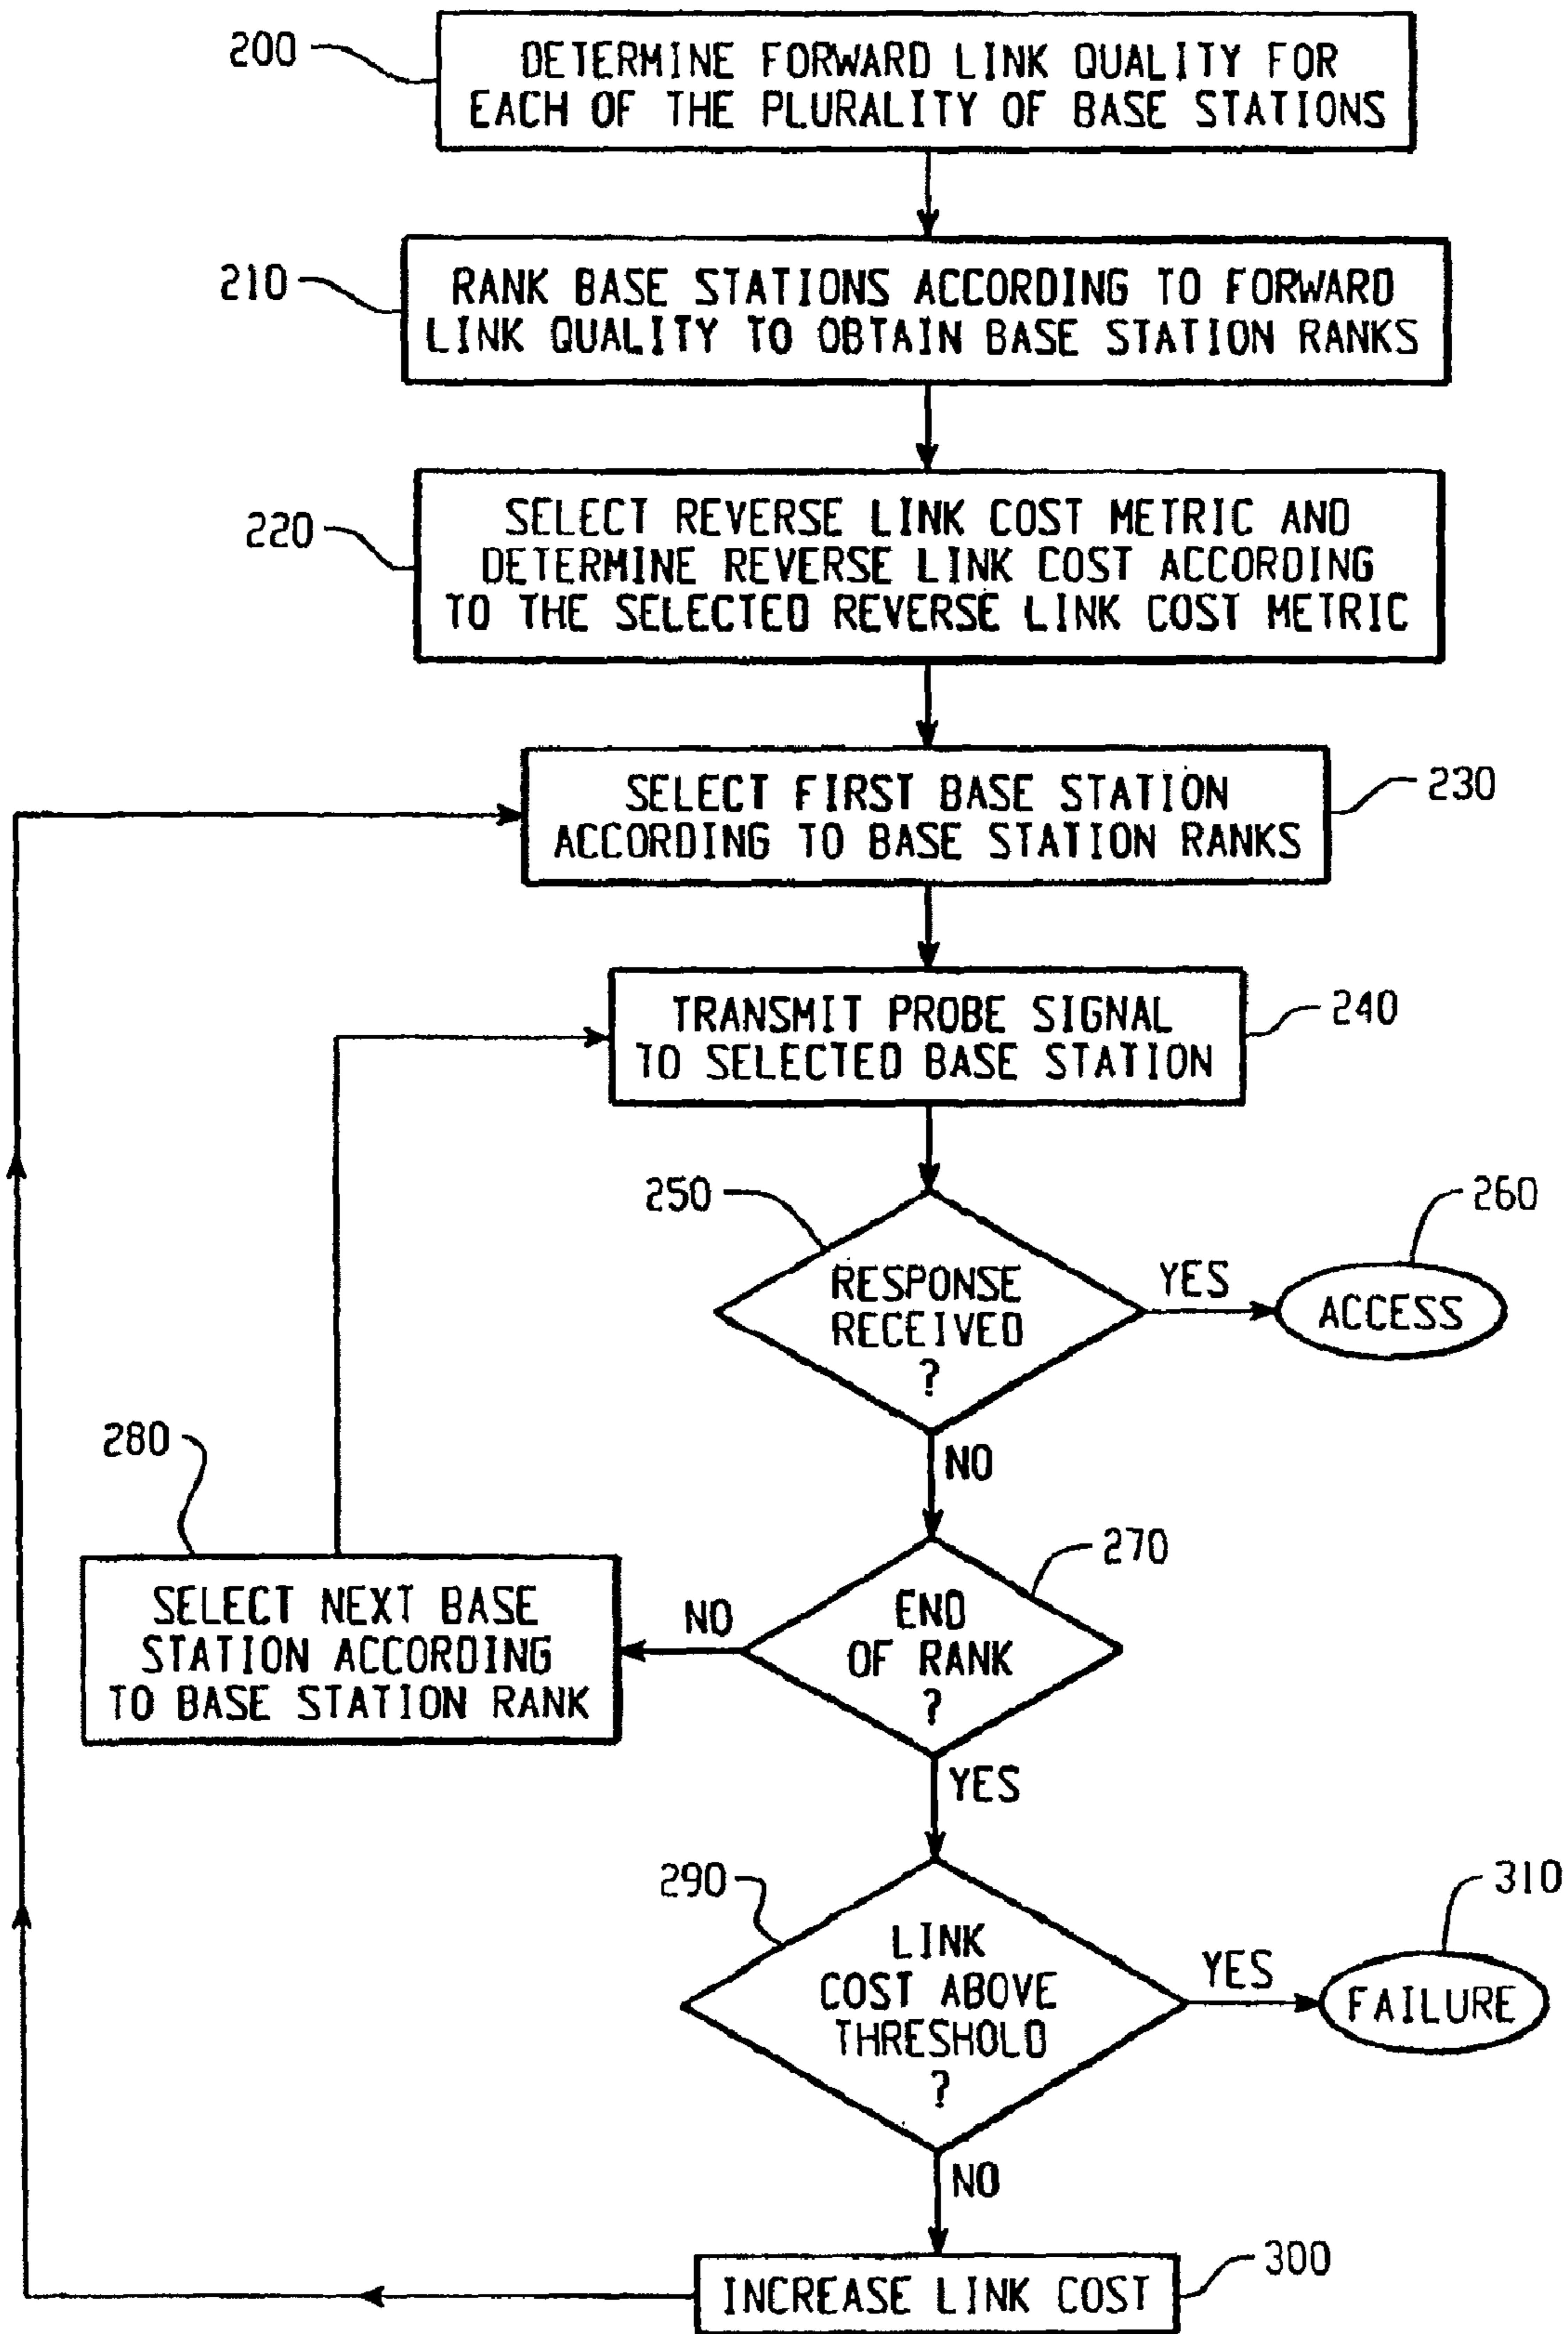 200
DETERMINE FORWARD LINK QUALITY FOR
EACH OF THE PLURALITY OF BASE STATIONS
210
RANK BASE STATIONS ACCORDING TO FORWARD
LINK QUALITY TO OBTAIN BASE STATION RANKS
220
SELECT REVERSE LINK COST METRIC AND
DETERMINE REVERSE LINK COST ACCORDING
TO THE SELECTED REVERSE LINK COST METRIC
230
SELECT FIRST BASE STATION
ACCORDING TO BASE STATION RANKS
240
TRANSMIT PROBE SIGNAL
TO SELECTED BASE STATION
250
RESPONSE
RECEIVED
?
YES
260
ACCESS
NO
270
END
OF RANK
?
NO
280
SELECT NEXT BASE
STATION ACCORDING
TO BASE STATION RANK
YES
290
LINK
COST ABOVE
THRESHOLD
?
YES
310
FAILURE
NO
300
INCREASE LINK COST